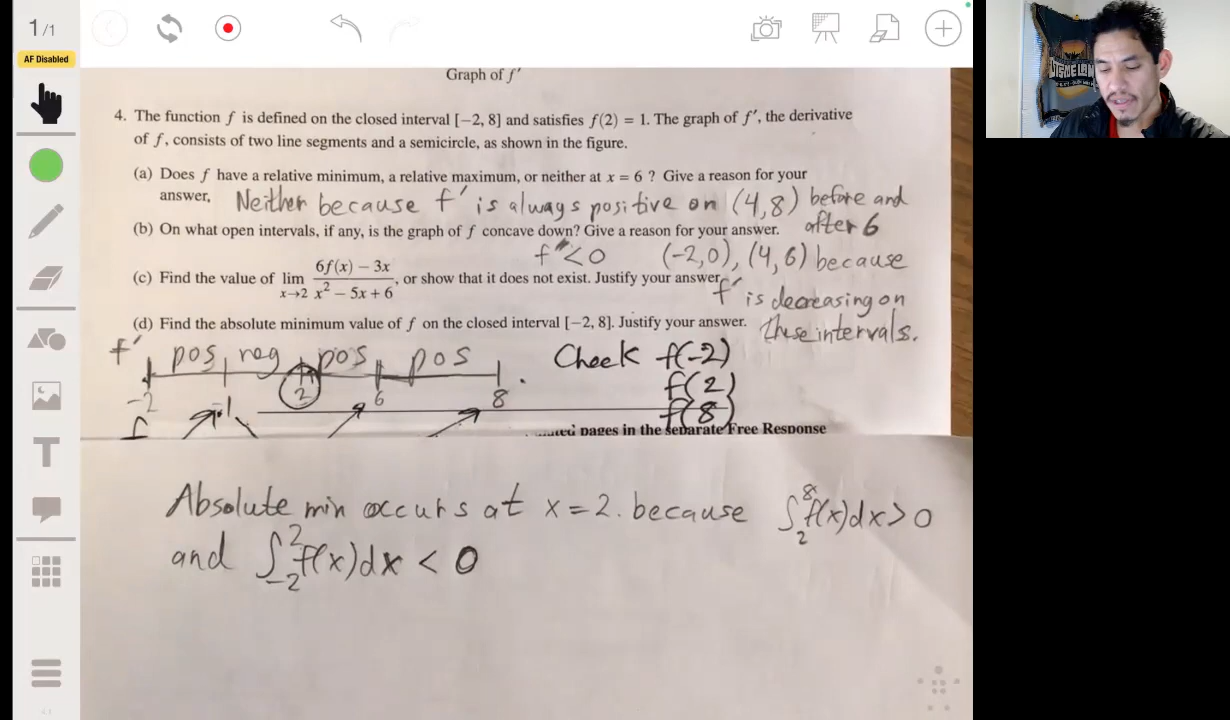 1/1
AF Disabled
Graph of f′
4. The function f is defined on the closed interval [−2, 8] and satisfies f(2) = 1. The graph of f′, the derivative
of f, consists of two line segments and a semicircle, as shown in the figure.
(a) Does f have a relative minimum, a relative maximum, or neither at x = 6 ? Give a reason for your
answer, Neither because f' is always positive on (4,8) before and
after 6
(b) On what open intervals, if any, is the graph of f concave down? Give a reason for your answer.
f"<0 (-2,0), (4,6) because
f' is decreasing on
these intervals.
(c) Find the value of lim x→2 6f(x) − 3x / x² − 5x + 6, or show that it does not exist. Justify your answer
(d) Find the absolute minimum value of f on the closed interval [−2, 8]. Justify your answer.
f' pos neg pos pos
-2 -1 2 6 8
f
Check f(-2)
f(2)
f(8)
pages in the separate Free Response
Absolute min occurs at x=2. because ∫₂⁸f(x)dx>0
and ∫₋₂²f(x)dx < 0
T